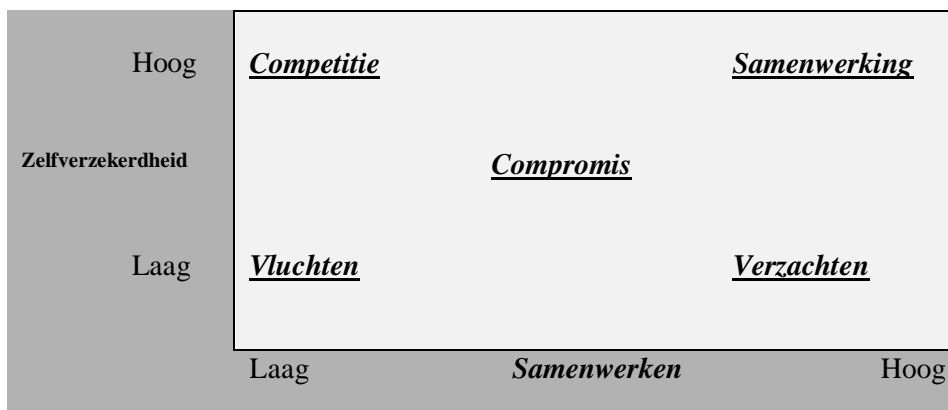 Hoog Competitie Samenwerking
Zelfverzekerdheid Compromis
Laag Vluchten Verzachten
Laag Samenwerken Hoog